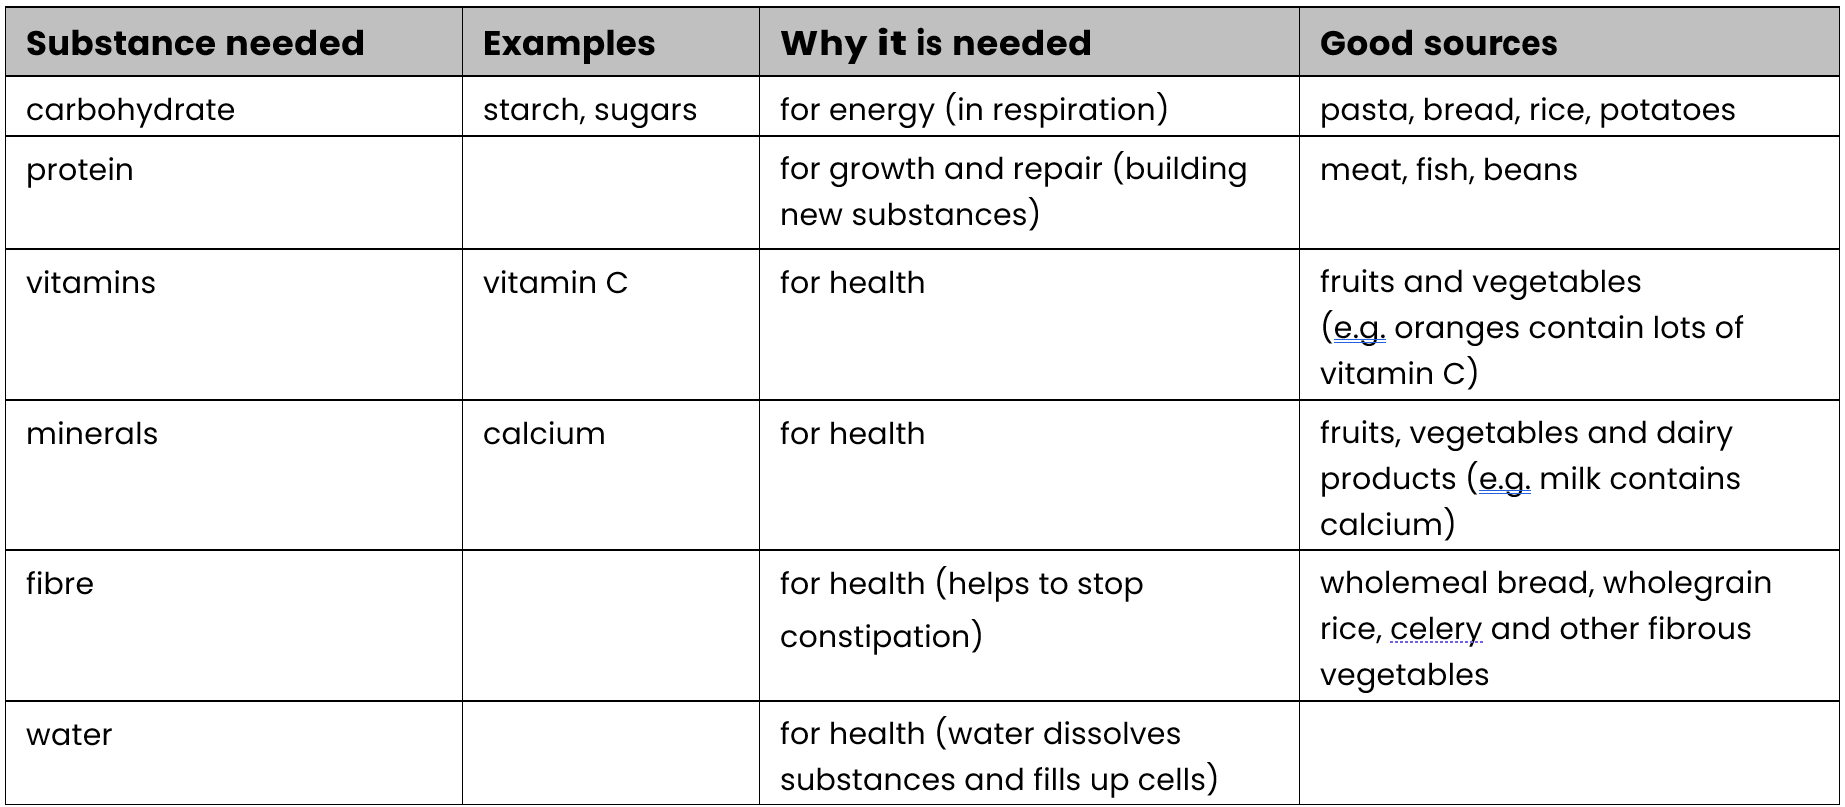 Substance needed Examples Why it is needed Good sources
carbohydrate starch, sugars for energy (in respiration) pasta, bread, rice, potatoes
protein for growth and repair (building meat, fish, beans
new substances)
vitamins vitamin C for health fruits and vegetables
(e.g. oranges contain lots of
vitamin C)
minerals calcium for health fruits, vegetables and dairy
products (e.g. milk contains
calcium)
fibre for health (helps to stop wholemeal bread, wholegrain
constipation) rice, celery and other fibrous
vegetables
water for health (water dissolves
substances and fills up cells)